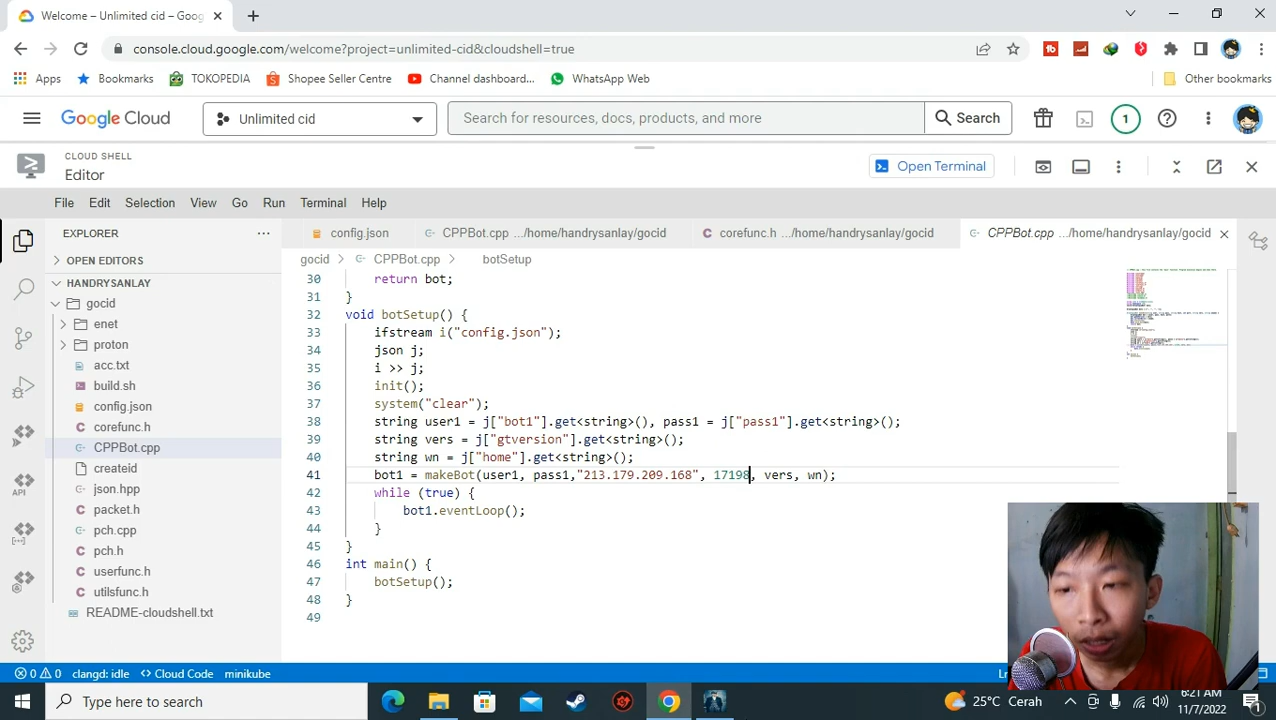 Welcome – Unlimited cid
console.cloud.google.com/welcome?project=unlimited-cid&cloudshell=true
Apps Bookmarks TOKOPEDIA Shopee Seller Centre Channel dashboard... WhatsApp Web Other bookmarks
Google Cloud Unlimited cid Search for resources, docs, products, and more Search 1
CLOUD SHELL
Editor Open Terminal
File Edit Selection View Go Run Terminal Help
EXPLORER config.json CPPBot.cpp .../home/handrysanlay/gocid corefunc.h .../home/handrysanlay/gocid CPPBot.cpp .../home/handrysanlay/gocid
OPEN EDITORS
gocid CPPBot.cpp botSetup
HANDRYSANLAY
gocid
enet
proton
acc.txt
build.sh
config.json
corefunc.h
CPPBot.cpp
createid
json.hpp
packet.h
pch.cpp
pch.h
userfunc.h
utilsfunc.h
README-cloudshell.txt
API
30 return bot;
31 }
32 void botSetup() {
33 ifstream i("config.json");
34 json j;
35 i >> j;
36 init();
37 system("clear");
38 string user1 = j["bot1"].get<string>(), pass1 = j["pass1"].get<string>();
39 string vers = j["gtversion"].get<string>();
40 string wn = j["home"].get<string>();
41 bot1 = makeBot(user1, pass1,"213.179.209.168", 17198, vers, wn);
42 while (true) {
43 bot1.eventLoop();
44 }
45 }
46 int main() {
47 botSetup();
48 }
49
0 0 clangd: idle Cloud Code minikube
Type here to search 25°C Cerah 6:21 AM
11/7/2022